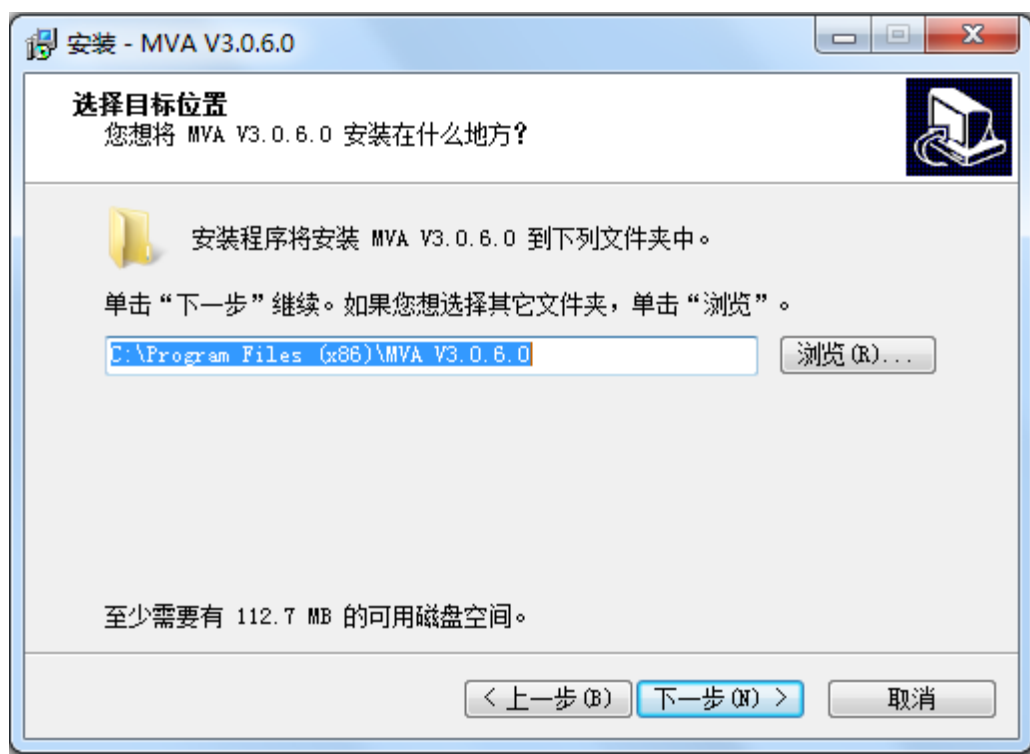 安装 - MVA V3.0.6.0
选择目标位置
您想将 MVA V3.0.6.0 安装在什么地方?
安装程序将安装 MVA V3.0.6.0 到下列文件夹中。
单击“下一步”继续。如果您想选择其它文件夹，单击“浏览”。
C:\Program Files (x86)\MVA V3.0.6.0
浏览(R)...
至少需要有 112.7 MB 的可用磁盘空间。
< 上一步(B)
下一步(N) >
取消